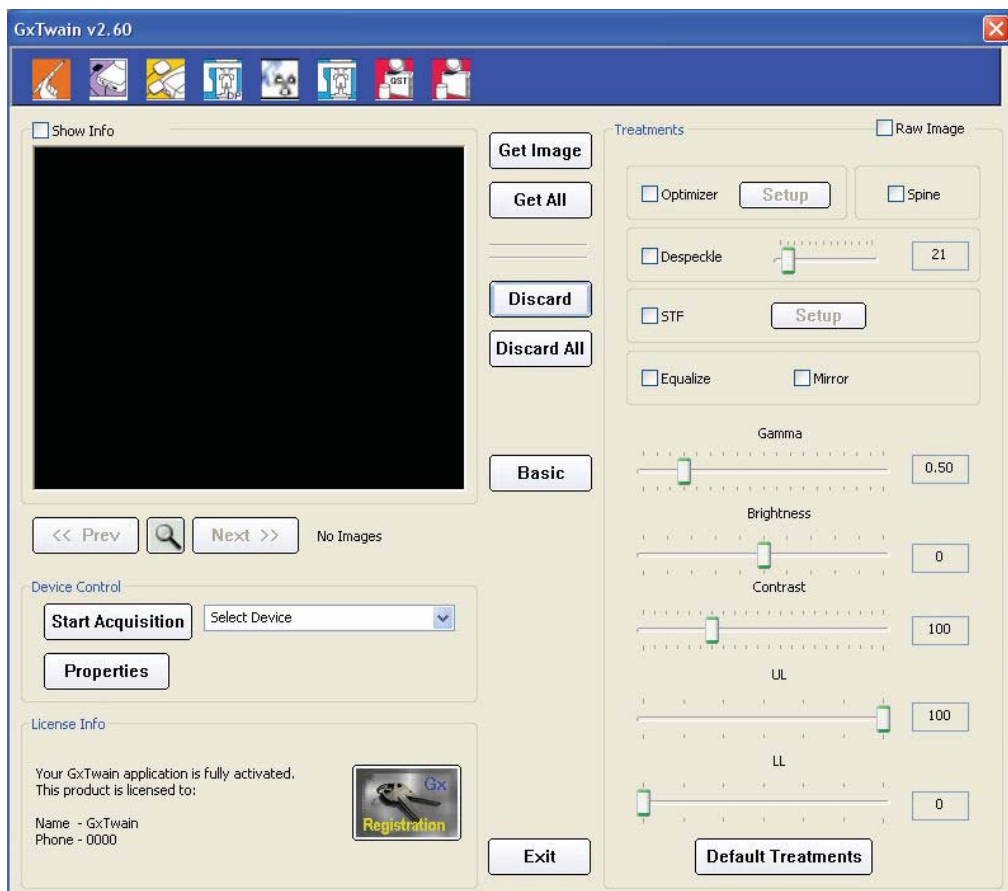 GxTwain v2.60
DP
QST
Show Info
Get Image
Get All
Discard
Discard All
Basic
<< Prev
Next >>
No Images
Device Control
Start Acquisition
Select Device
Properties
License Info
Your GxTwain application is fully activated.
This product is licensed to:
Name - GxTwain
Phone - 0000
Gx
Registration
Exit
Treatments
Raw Image
Optimizer
Setup
Spine
Despeckle
21
STF
Setup
Equalize
Mirror
Gamma
0.50
Brightness
0
Contrast
100
UL
100
LL
0
Default Treatments